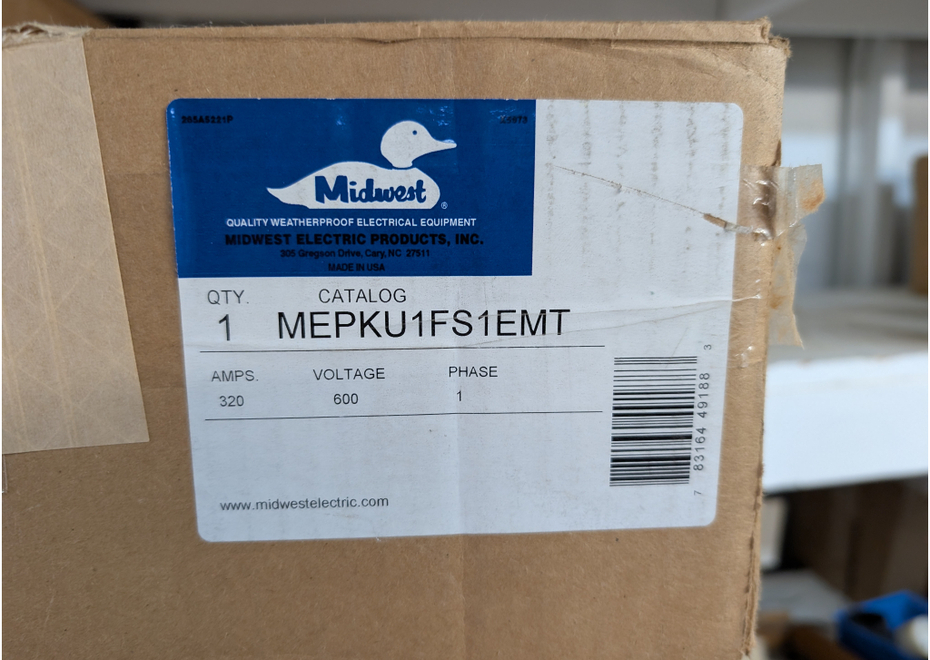 265A5221P
Midwest®
QUALITY WEATHERPROOF ELECTRICAL EQUIPMENT
MIDWEST ELECTRIC PRODUCTS, INC.
305 Gregson Drive, Cary, NC 27511
MADE IN USA
QTY. CATALOG
1 MEPKU1FS1EMT
AMPS. VOLTAGE PHASE
320 600 1
7 83164 49188 3
www.midwestelectric.com